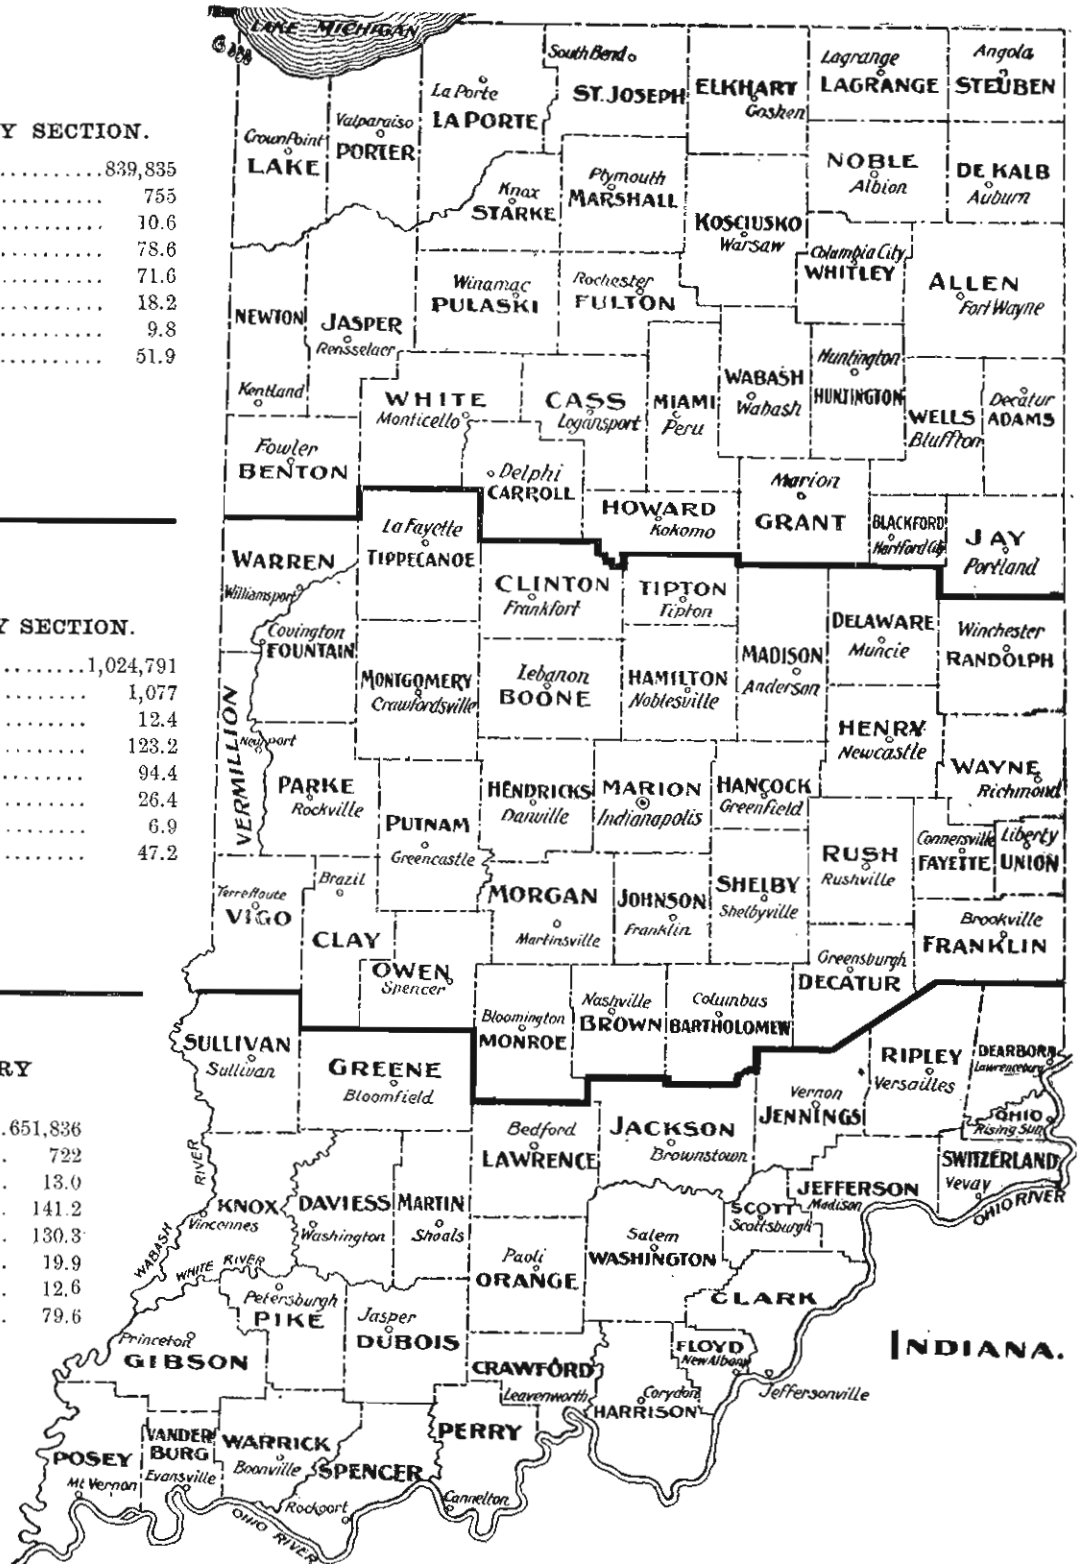 LAKE MICHIGAN
South Bend
Lagrange
Angola
La Porte
ST. JOSEPH
ELKHART
LAGRANGE
STEUBEN
Goshen
Valparaiso
LA PORTE
Y SECTION.
Crown Point
PORTER
LAKE
NOBLE
DE KALB
..........839,835
Plymouth
Albion
Auburn
.......... 755
Knox
MARSHALL
STARKE
KOSCIUSKO
.......... 10.6
Warsaw
.......... 78.6
Columbia City
WHITLEY
.......... 71.6
Winamac
Rochester
ALLEN
.......... 18.2
PULASKI
FULTON
Fort Wayne
NEWTON
JASPER
.......... 9.8
Rensselaer
.......... 51.9
Huntington
WABASH
Kentland
WHITE
CASS
MIAMI
Wabash
HUNTINGTON
Decatur
Monticello
Logansport
Peru
WELLS
ADAMS
Bluffton
Fowler
BENTON
Delphi
Marion
CARROLL
HOWARD
GRANT
BLACKFORD
Kokomo
Hartford City
JAY
La Fayette
Portland
WARREN
TIPPECANOE
CLINTON
TIPTON
Williamsport
Frankfort
Tipton
Y SECTION.
Covington
DELAWARE
Winchester
FOUNTAIN
Muncie
RANDOLPH
........1,024,791
Lebanon
HAMILTON
MADISON
.......... 1,077
MONTGOMERY
BOONE
Noblesville
Anderson
Crawfordsville
.......... 12.4
VERMILLION
HENRY
.......... 123.2
Newport
Newcastle
.......... 94.4
PARKE
HENDRICKS
MARION
HANCOCK
WAYNE
.......... 26.4
Rockville
Danville
Indianapolis
Greenfield
Richmond
.......... 6.9
PUTNAM
Connersville
Liberty
.......... 47.2
Greencastle
RUSH
FAYETTE
UNION
Brazil
Rushville
Terre Haute
MORGAN
JOHNSON
SHELBY
VIGO
Shelbyville
Brookville
CLAY
Martinsville
Franklin
FRANKLIN
OWEN
Greensburgh
Spencer
DECATUR
Bloomington
Nashville
Columbus
MONROE
BROWN
BARTHOLOMEW
SULLIVAN
RIPLEY
DEARBORN
Sullivan
GREENE
Versailles
Lawrenceburg
RY
Bloomfield
Vernon
JENNINGS
OHIO
.651,836
Bedford
JACKSON
Rising Sun
. 722
LAWRENCE
Brownstown
SWITZERLAND
. 13.0
RIVER
JEFFERSON
Vevay
. 141.2
KNOX
DAVIESS
MARTIN
SCOTT
Madison
OHIO RIVER
. 130.3
Vincennes
Washington
Shoals
Salem
Scottsburgh
. 19.9
WABASH
WHITE RIVER
Paoli
WASHINGTON
. 12.6
Petersburgh
ORANGE
CLARK
. 79.6
PIKE
Jasper
Princeton
DUBOIS
FLOYD
INDIANA.
GIBSON
CRAWFORD
New Albany
Leavenworth
Corydon
Jeffersonville
HARRISON
VANDER
BURG
WARRICK
PERRY
POSEY
Evansville
Boonville
SPENCER
Mt Vernon
Rockport
Cannelton
OHIO RIVER